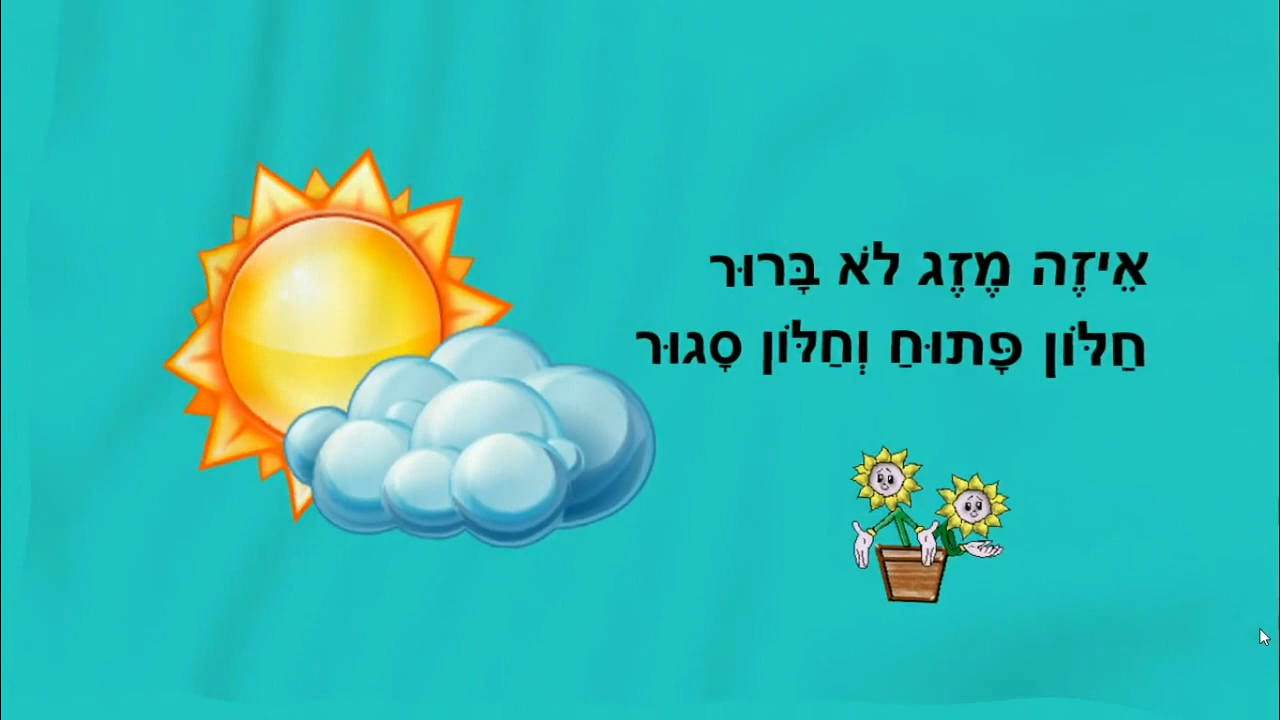 אֵיזֶה מֶזֶג לֹא בָּרוּר
חַלּוֹן פָּתוּחַ וְחַלּוֹן סָגוּר